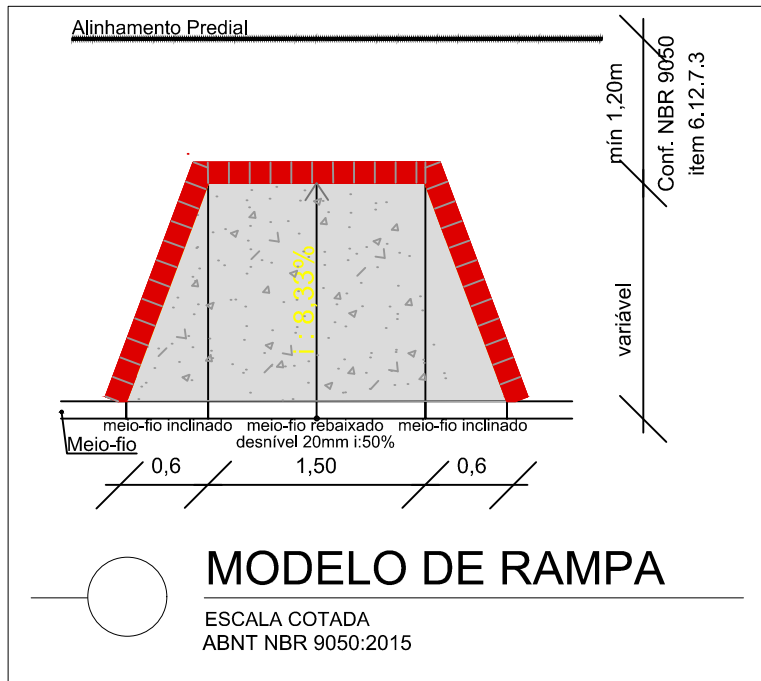 Alinhamento Predial
mín 1,20m
Conf. NBR 9050
item 6.12.7.3
i : 8,33%
variável
meio-fio inclinado
meio-fio rebaixado
meio-fio inclinado
desnível 20mm i:50%
Meio-fio
0,6
1,50
0,6
MODELO DE RAMPA
ESCALA COTADA
ABNT NBR 9050:2015